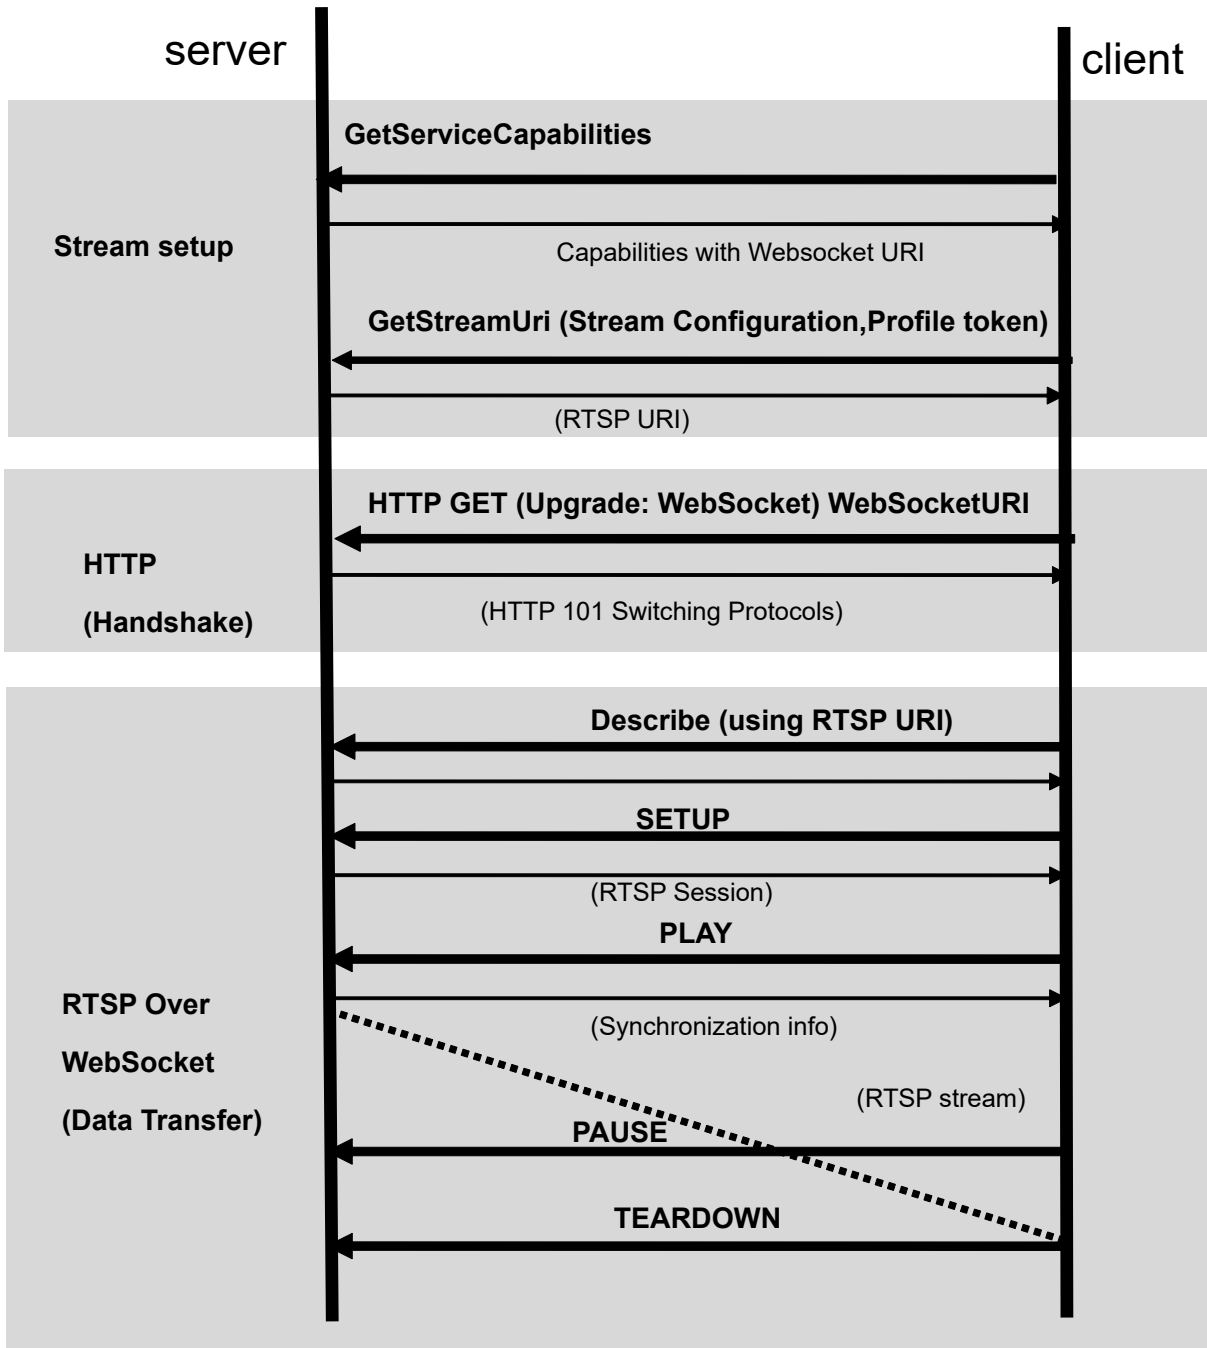 server
client
GetServiceCapabilities
Stream setup
Capabilities with Websocket URI
GetStreamUri (Stream Configuration,Profile token)
(RTSP URI)
HTTP GET (Upgrade: WebSocket) WebSocketURI
HTTP
(Handshake)
(HTTP 101 Switching Protocols)
Describe (using RTSP URI)
SETUP
(RTSP Session)
PLAY
RTSP Over
WebSocket
(Data Transfer)
(Synchronization info)
(RTSP stream)
PAUSE
TEARDOWN